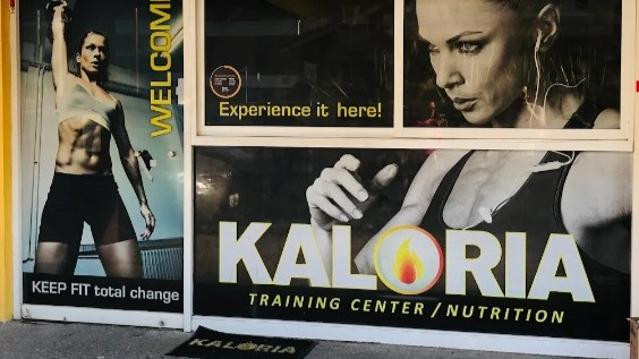 WELCOME
Experience it here!
KALORIA
TRAINING CENTER / NUTRITION
KEEP FIT total change
KALORIA